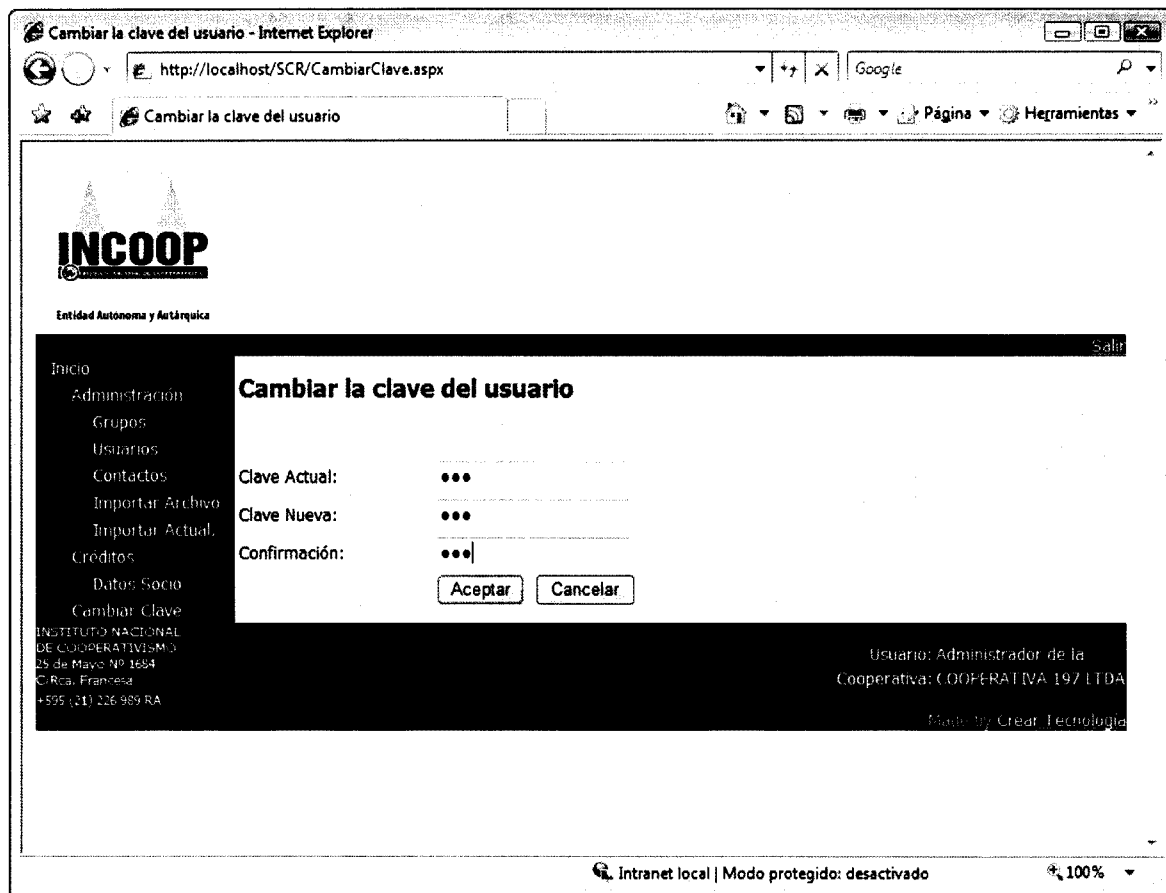 Cambiar la clave del usuario - Internet Explorer
http://localhost/SCR/CambiarClave.aspx
Google
Cambiar la clave del usuario
Página
Herramientas
INCOOP
Entidad Autónoma y Autárquica
Salir
Inicio
Administración
Grupos
Usuarios
Contactos
Importar Archivo
Importar Actual.
Créditos
Datos Socio
Cambiar Clave
Cambiar la clave del usuario
Clave Actual:
Clave Nueva:
Confirmación:
Aceptar Cancelar
INSTITUTO NACIONAL
DE COOPERATIVISMO
25 de Mayo Nº 1684
C/Rca. Francesa
+595 (21) 226 989 RA
Usuario: Administrador de la
Cooperativa: COOPERATIVA 197 LTDA
Made by Crear Tecnología
Intranet local | Modo protegido: desactivado
100%